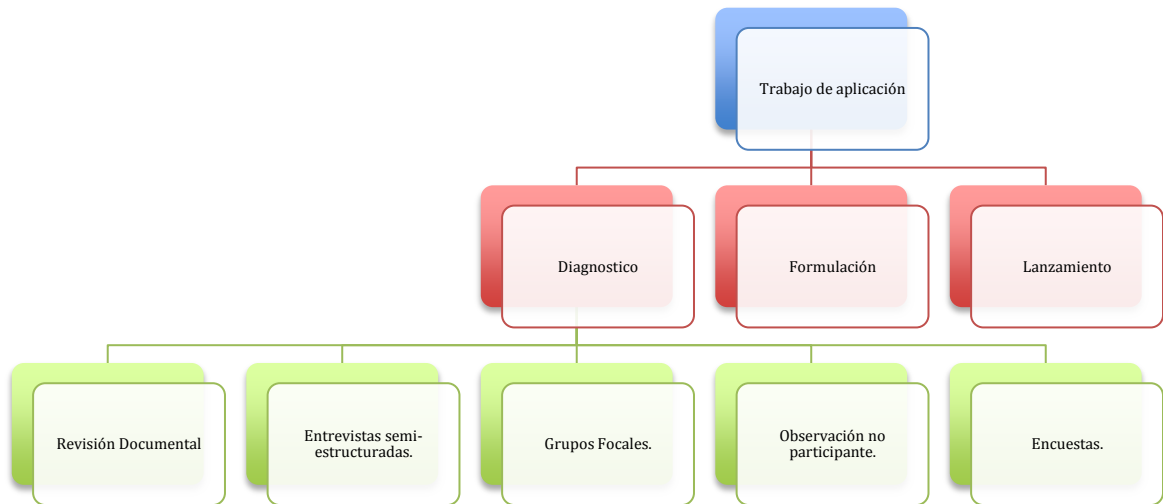 Trabajo de aplicación
Diagnostico
Formulación
Lanzamiento
Revisión Documental
Entrevistas semi-
estructuradas.
Grupos Focales.
Observación no
participante.
Encuestas.